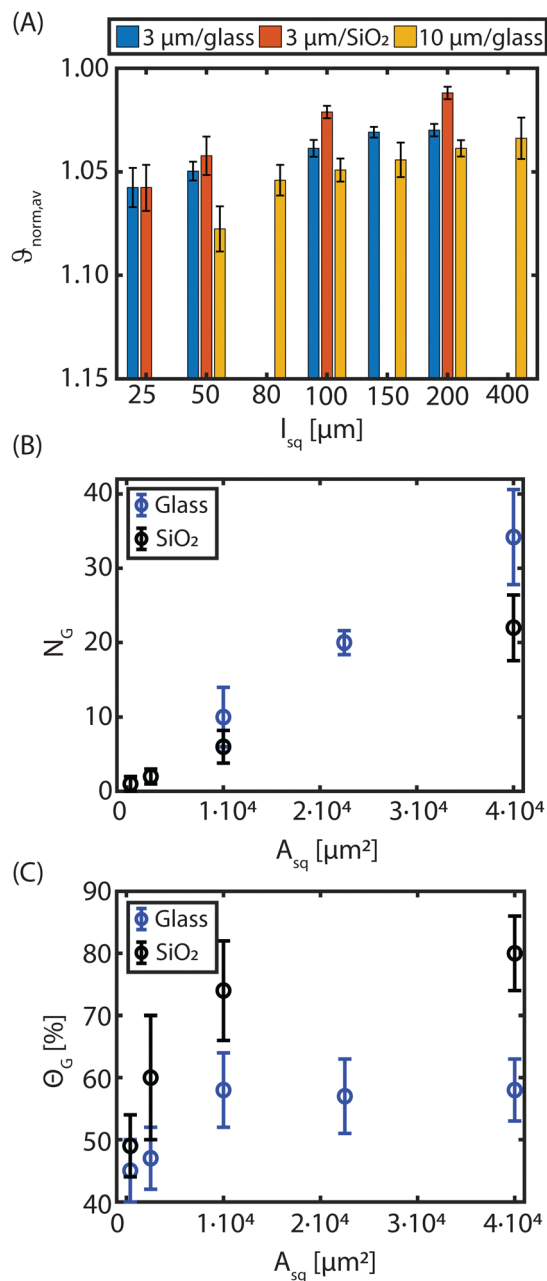 (A)
3 µm/glass 3 µm/SiO₂ 10 µm/glass
1.00
1.05
1.10
1.15
ϑnorm,av
25 50 80 100 150 200 400
lsq [µm]
(B)
40
30
20
10
0
NG
Glass
SiO₂
0 1·10⁴ 2·10⁴ 3·10⁴ 4·10⁴
Asq [µm²]
(C)
90
80
70
60
50
40
ΘG [%]
Glass
SiO₂
0 1·10⁴ 2·10⁴ 3·10⁴ 4·10⁴
Asq [µm²]